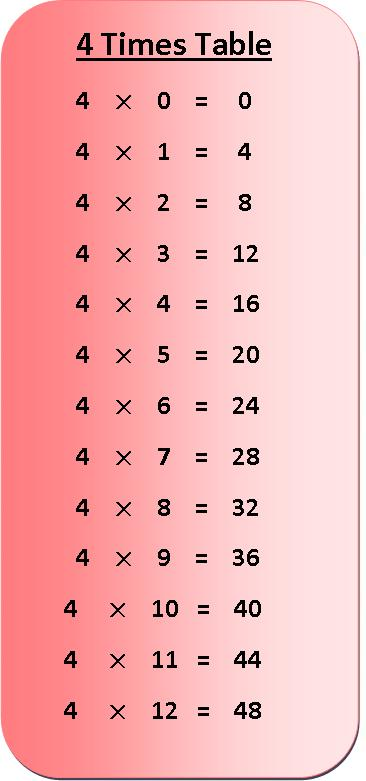 4 Times Table
4 × 0 = 0
4 × 1 = 4
4 × 2 = 8
4 × 3 = 12
4 × 4 = 16
4 × 5 = 20
4 × 6 = 24
4 × 7 = 28
4 × 8 = 32
4 × 9 = 36
4 × 10 = 40
4 × 11 = 44
4 × 12 = 48